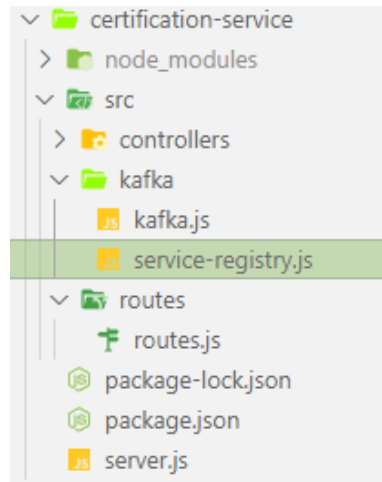 certification-service
node_modules
src
controllers
kafka
kafka.js
service-registry.js
routes
routes.js
package-lock.json
package.json
server.js